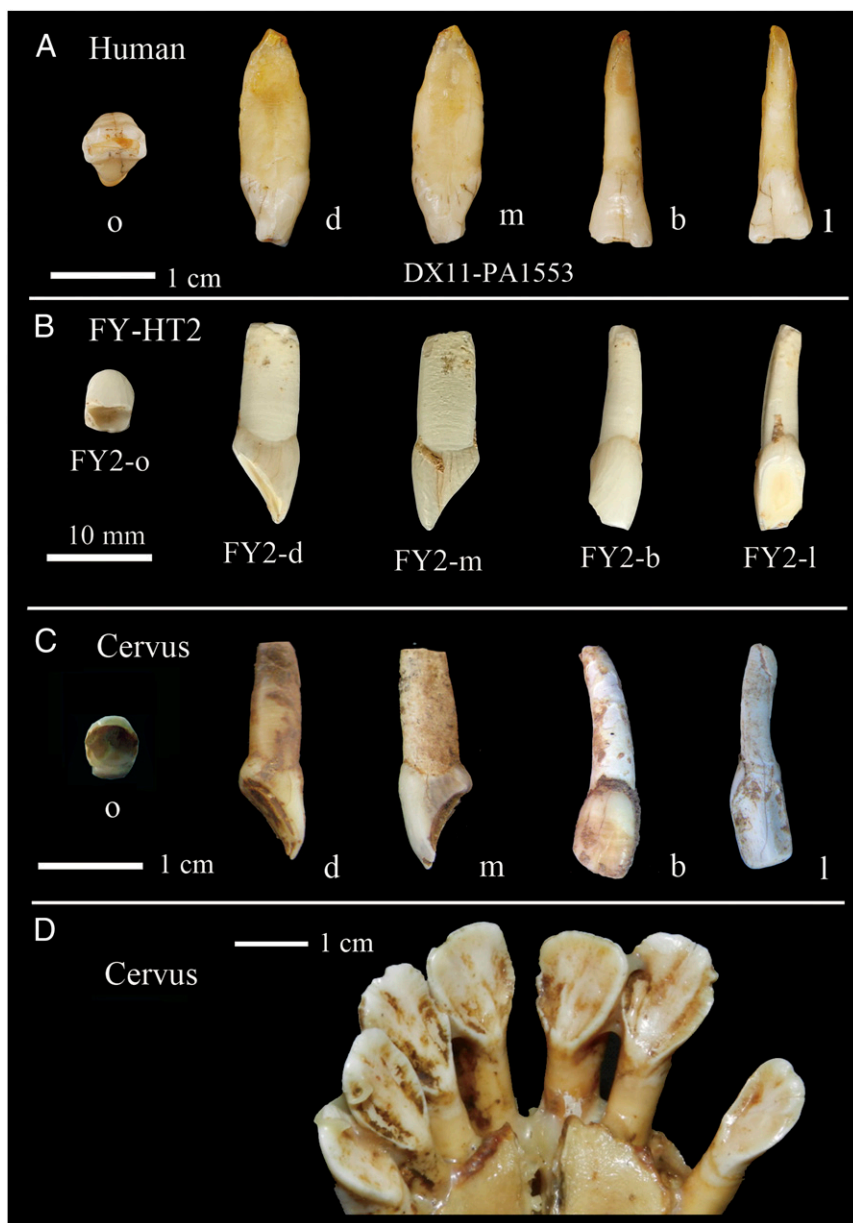 A Human
o d m b l
1 cm DX11-PA1553
B FY-HT2
FY2-o
10 mm FY2-d FY2-m FY2-b FY2-l
C Cervus
o
1 cm d m b l
D 1 cm
Cervus